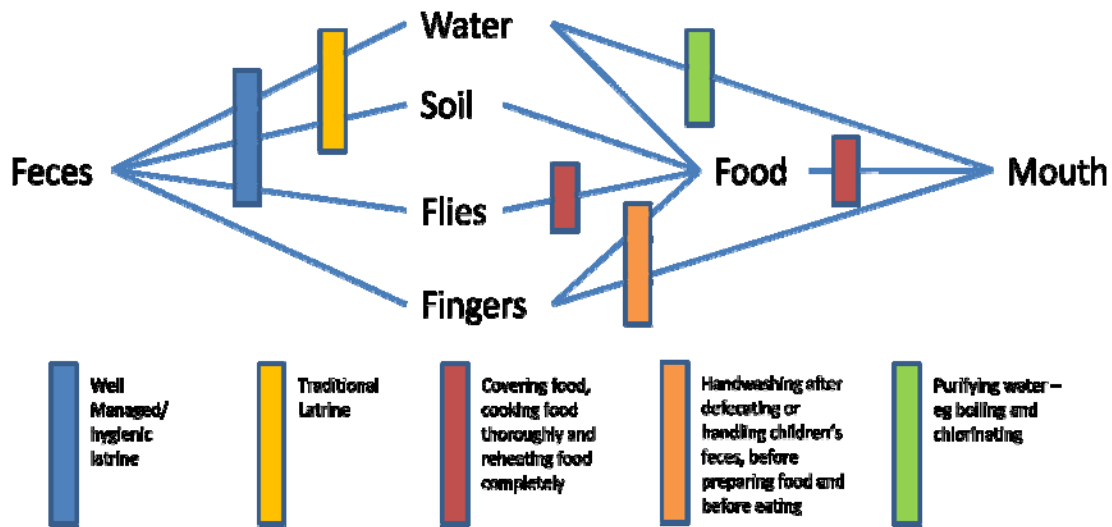 Water
Soil
Feces
Food
Mouth
Flies
Fingers
Well
Managed/
hygienic
latrine
Traditional
Latrine
Covering food,
cooking food
thoroughly and
reheating food
completely
Handwashing after
defecating or
handling children's
feces, before
preparing food and
before eating
Purifying water –
eg boiling and
chlorinating